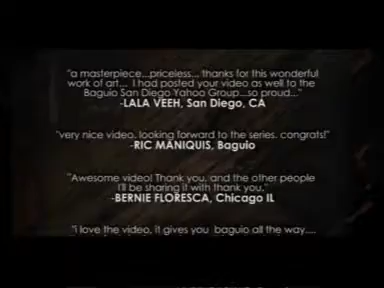 "a masterpiece...priceless... thanks for this wonderful
work of art... I had posted your video as well to the
Baguio San Diego Yahoo Group...so proud..."
-LALA VEEH, San Diego, CA
"very nice video. looking forward to the series. congrats!"
-RIC MANIQUIS, Baguio
"Awesome video! Thank you, and the other people
I'll be sharing it with thank you."
-BERNIE FLORESCA, Chicago IL
"i love the video, it gives you baguio all the way....